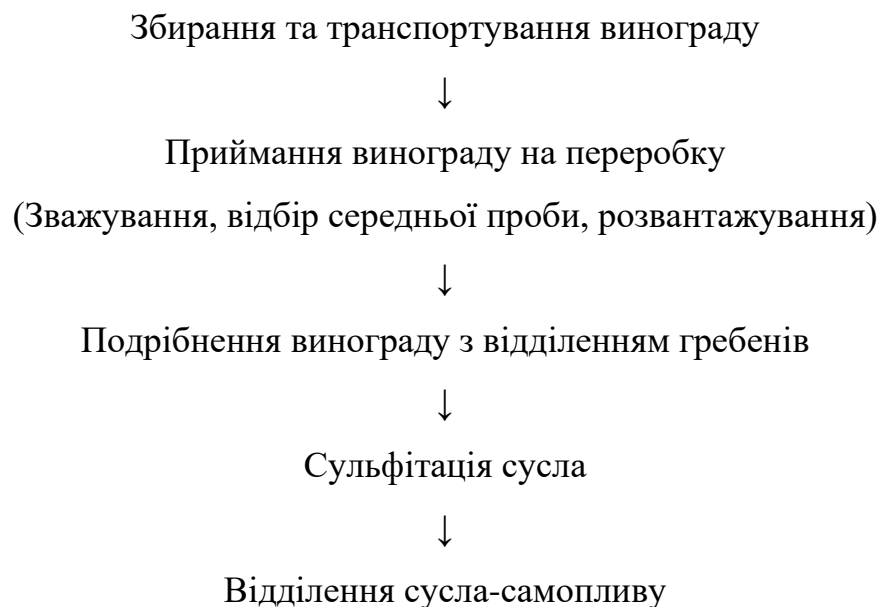 Збирання та транспортування винограду
↓
Приймання винограду на переробку
(Зважування, відбір середньої проби, розвантажування)
↓
Подрібнення винограду з відділенням гребенів
↓
Сульфітація сусла
↓
Відділення сусла-самопливу